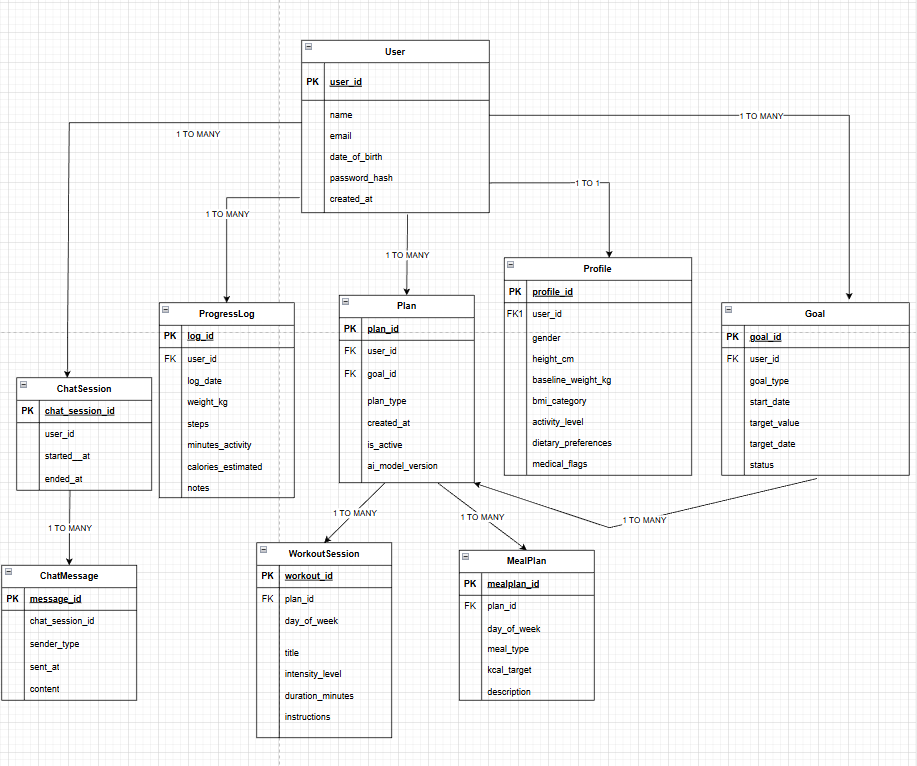 User
PK user_id
name
email
date_of_birth
password_hash
created_at
1 TO MANY
1 TO MANY
1 TO MANY
1 TO 1
1 TO MANY
Profile
PK profile_id
FK1 user_id
gender
height_cm
baseline_weight_kg
bmi_category
activity_level
dietary_preferences
medical_flags
Plan
PK plan_id
FK user_id
FK goal_id
plan_type
created_at
is_active
ai_model_version
ProgressLog
PK log_id
FK user_id
log_date
weight_kg
steps
minutes_activity
calories_estimated
notes
Goal
PK goal_id
FK user_id
goal_type
start_date
target_value
target_date
status
ChatSession
PK chat_session_id
user_id
started__at
ended_at
1 TO MANY
1 TO MANY
1 TO MANY
1 TO MANY
ChatMessage
PK message_id
chat_session_id
sender_type
sent_at
content
WorkoutSession
PK workout_id
FK plan_id
day_of_week
title
intensity_level
duration_minutes
instructions
MealPlan
PK mealplan_id
FK plan_id
day_of_week
meal_type
kcal_target
description